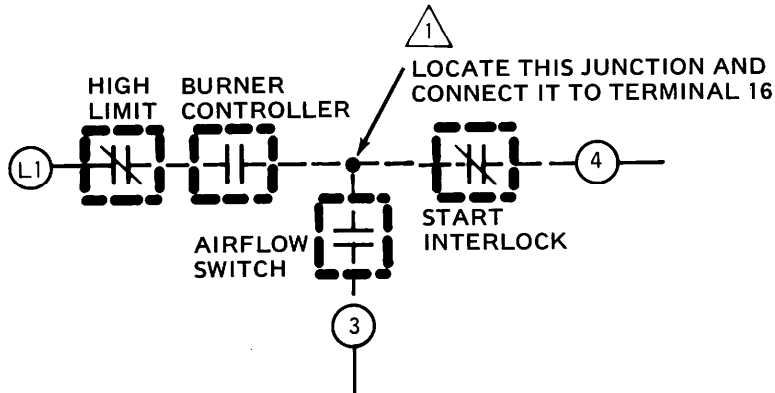 1
LOCATE THIS JUNCTION AND
CONNECT IT TO TERMINAL 16
HIGH
LIMIT
BURNER
CONTROLLER
L1
4
START
INTERLOCK
AIRFLOW
SWITCH
3